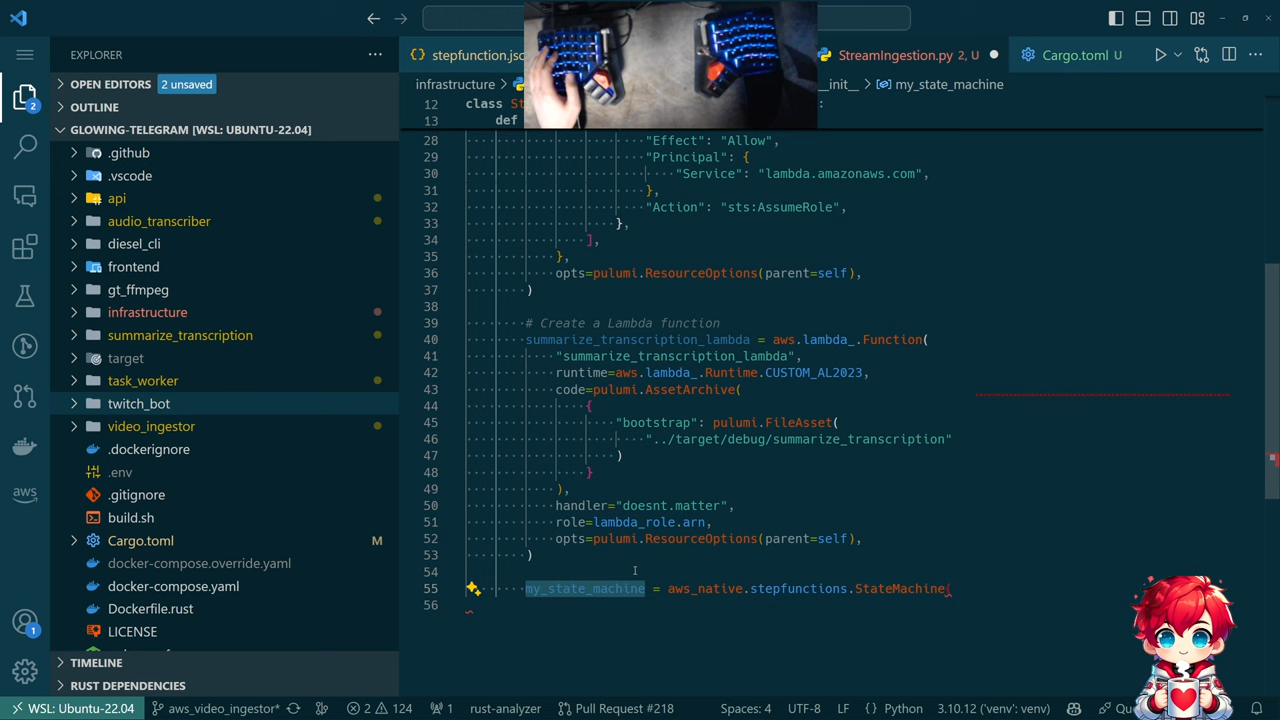 stepfunction.jsc
StreamIngestion.py 2, U
Cargo.toml U
EXPLORER
OPEN EDITORS 2 unsaved
OUTLINE
GLOWING-TELEGRAM [WSL: UBUNTU-22.04]
.github
.vscode
api
audio_transcriber
diesel_cli
frontend
gt_ffmpeg
infrastructure
summarize_transcription
target
task_worker
twitch_bot
video_ingestor
.dockerignore
.env
.gitignore
build.sh
Cargo.toml M
docker-compose.override.yaml
docker-compose.yaml
Dockerfile.rust
LICENSE
TIMELINE
RUST DEPENDENCIES
2
aws
1
infrastructure > __init__ > my_state_machine
12 class St :
13 def
28 "Effect": "Allow",
29 "Principal": {
30 "Service": "lambda.amazonaws.com",
31 },
32 "Action": "sts:AssumeRole",
33 },
34 ],
35 },
36 opts=pulumi.ResourceOptions(parent=self),
37 )
38
39 # Create a Lambda function
40 summarize_transcription_lambda = aws.lambda_.Function(
41 "summarize_transcription_lambda",
42 runtime=aws.lambda_.Runtime.CUSTOM_AL2023,
43 code=pulumi.AssetArchive(
44 {
45 "bootstrap": pulumi.FileAsset(
46 "../target/debug/summarize_transcription"
47 )
48 }
49 ),
50 handler="doesnt.matter",
51 role=lambda_role.arn,
52 opts=pulumi.ResourceOptions(parent=self),
53 )
54
55 my_state_machine = aws_native.stepfunctions.StateMachine(
56
WSL: Ubuntu-22.04 aws_video_ingestor* 2 124 1 rust-analyzer Pull Request #218 Spaces: 4 UTF-8 LF Python 3.10.12 ('venv': venv)